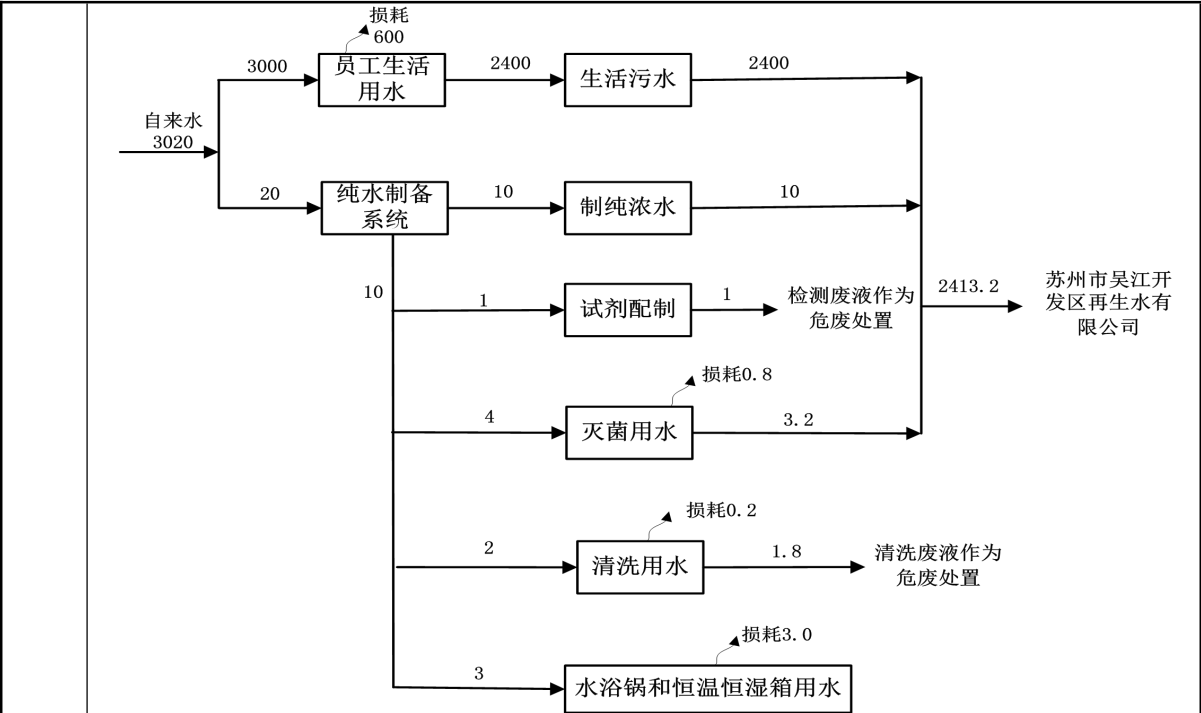 损耗
600
3000
员工生活
用水
2400
生活污水
2400
自来水
3020
20
纯水制备
系统
10
制纯浓水
10
10
1
试剂配制
1
检测废液作为
危废处置
2413.2
苏州市吴江开
发区再生水有
限公司
损耗0.8
4
灭菌用水
3.2
损耗0.2
2
清洗用水
1.8
清洗废液作为
危废处置
损耗3.0
3
水浴锅和恒温恒湿箱用水